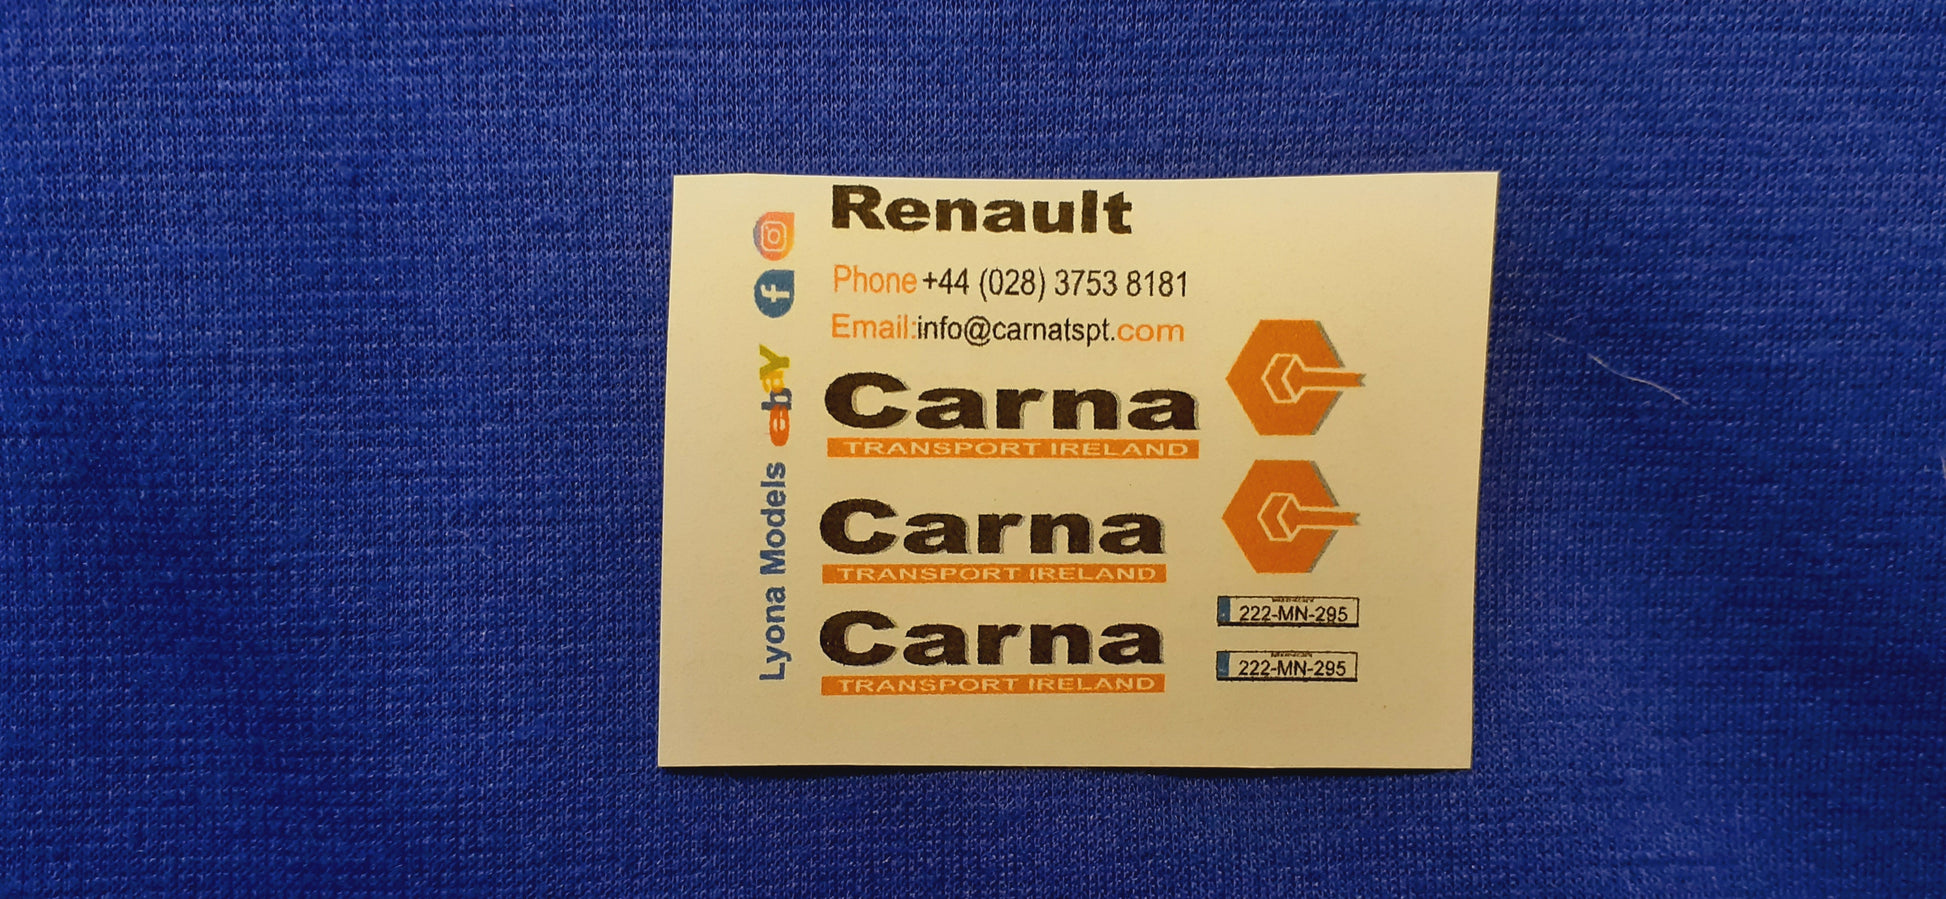 Renault
Phone +44 (028) 3753 8181
Email:info@carnatspt.com
Carna
TRANSPORT IRELAND
Carna
TRANSPORT IRELAND
Carna
TRANSPORT IRELAND
222-MN-295
222-MN-295
Lyona Models ebay